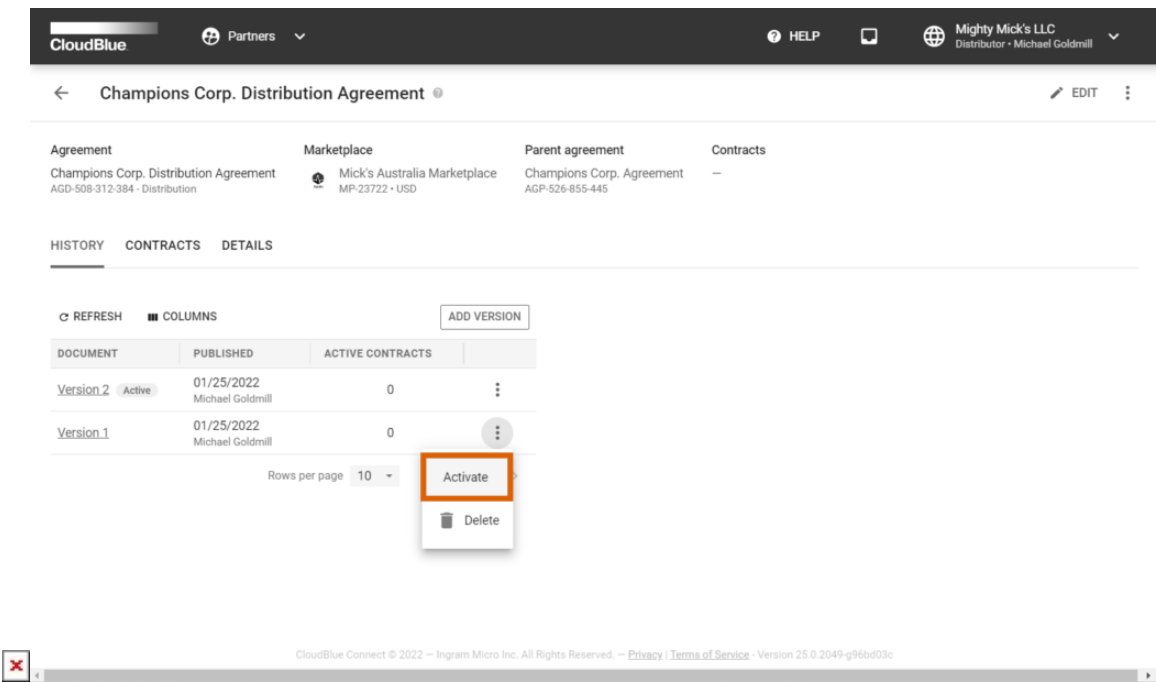 CloudBlue Partners HELP Mighty Mick's LLC
Distributor • Michael Goldmill
Champions Corp. Distribution Agreement EDIT
Agreement Marketplace Parent agreement Contracts
Champions Corp. Distribution Agreement Mick's Australia Marketplace Champions Corp. Agreement —
AGD-508-312-384 - Distribution MP-23722 • USD AGP-526-855-445
HISTORY CONTRACTS DETAILS
REFRESH COLUMNS ADD VERSION
DOCUMENT PUBLISHED ACTIVE CONTRACTS
Version 2 Active 01/25/2022 0
Michael Goldmill
Version 1 01/25/2022 0
Michael Goldmill
Rows per page 10 Activate
Delete
CloudBlue Connect © 2022 — Ingram Micro Inc. All Rights Reserved. — Privacy | Terms of Service - Version 25.0.2049-g96bd03c